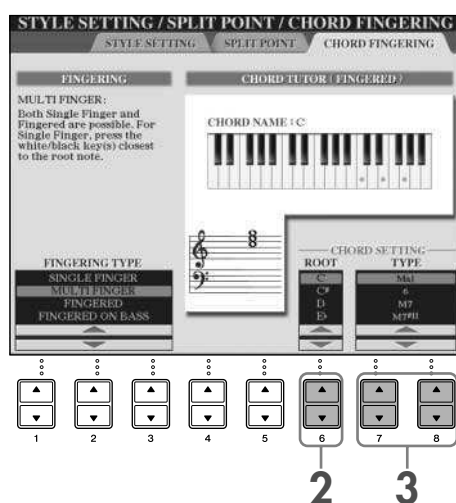 STYLE SETTING / SPLIT POINT / CHORD FINGERING
STYLE SETTING
SPLIT POINT
CHORD FINGERING
FINGERING
MULTI FINGER:
Both Single Finger and
Fingered are possible. For
Single Finger, press the
white/black key(s) closest
to the root note.
CHORD TUTOR ( FINGERED )
CHORD NAME : C
FINGERING TYPE
SINGLE FINGER
MULTI FINGER
FINGERED
FINGERED ON BASS
CHORD SETTING
ROOT
TYPE
C
C#
D
E♭
Maj
6
M7
M7#11
1 2 3 4 5 6 7 8
2 3